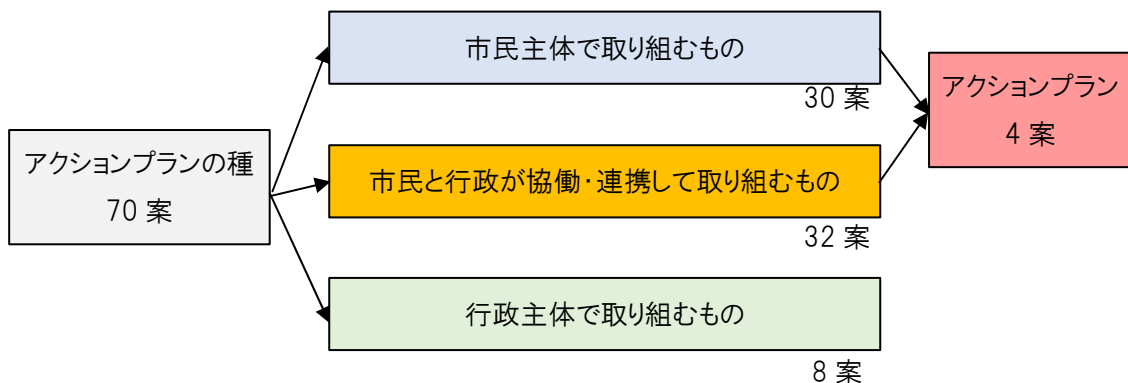 アクションプランの種
70 案
市民主体で取り組むもの
30 案
市民と行政が協働・連携して取り組むもの
32 案
行政主体で取り組むもの
8 案
アクションプラン
4 案